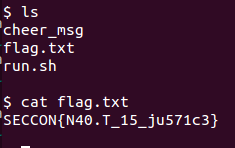 $ ls
cheer_msg
flag.txt
run.sh
$ cat flag.txt
SECCON{N40.T_15_ju571c3}